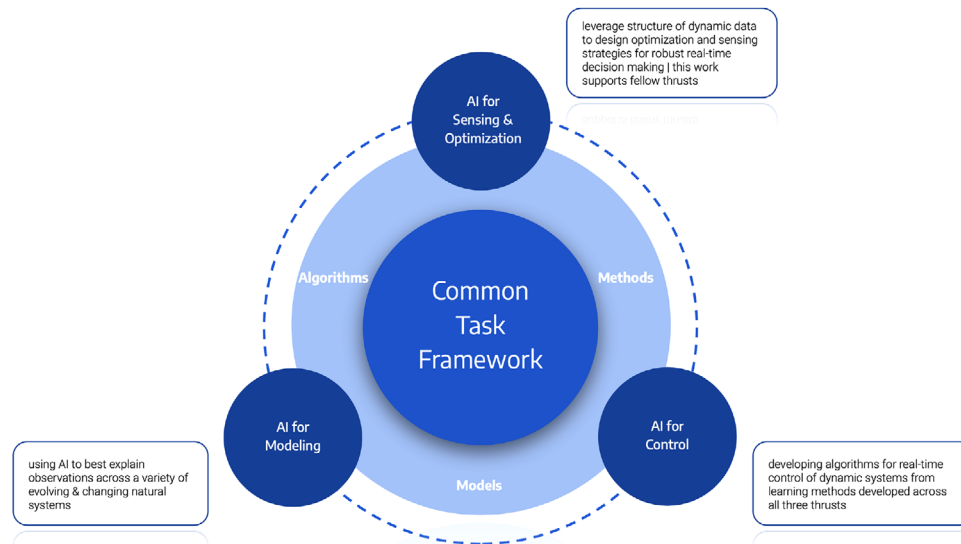 leverage structure of dynamic data
to design optimization and sensing
strategies for robust real-time
decision making | this work
supports fellow thrusts
AI for
Sensing &
Optimization
Algorithms
Methods
Common
Task
Framework
AI for
Modeling
AI for
Control
Models
using AI to best explain
observations across a variety of
evolving & changing natural
systems
developing algorithms for real-time
control of dynamic systems from
learning methods developed across
all three thrusts